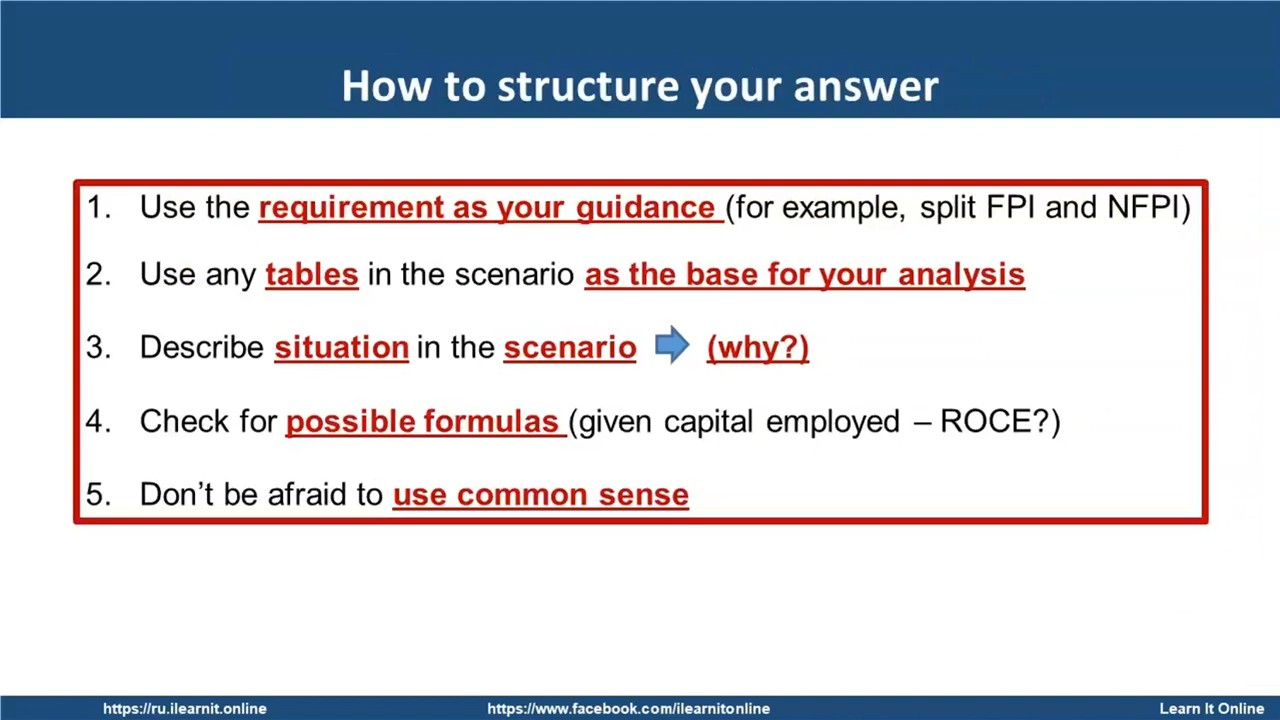 How to structure your answer
1. Use the requirement as your guidance (for example, split FPI and NFPI)
2. Use any tables in the scenario as the base for your analysis
3. Describe situation in the scenario (why?)
4. Check for possible formulas (given capital employed – ROCE?)
5. Don’t be afraid to use common sense
https://ru.ilearnit.online https://www.facebook.com/ilearnitonline Learn It Online